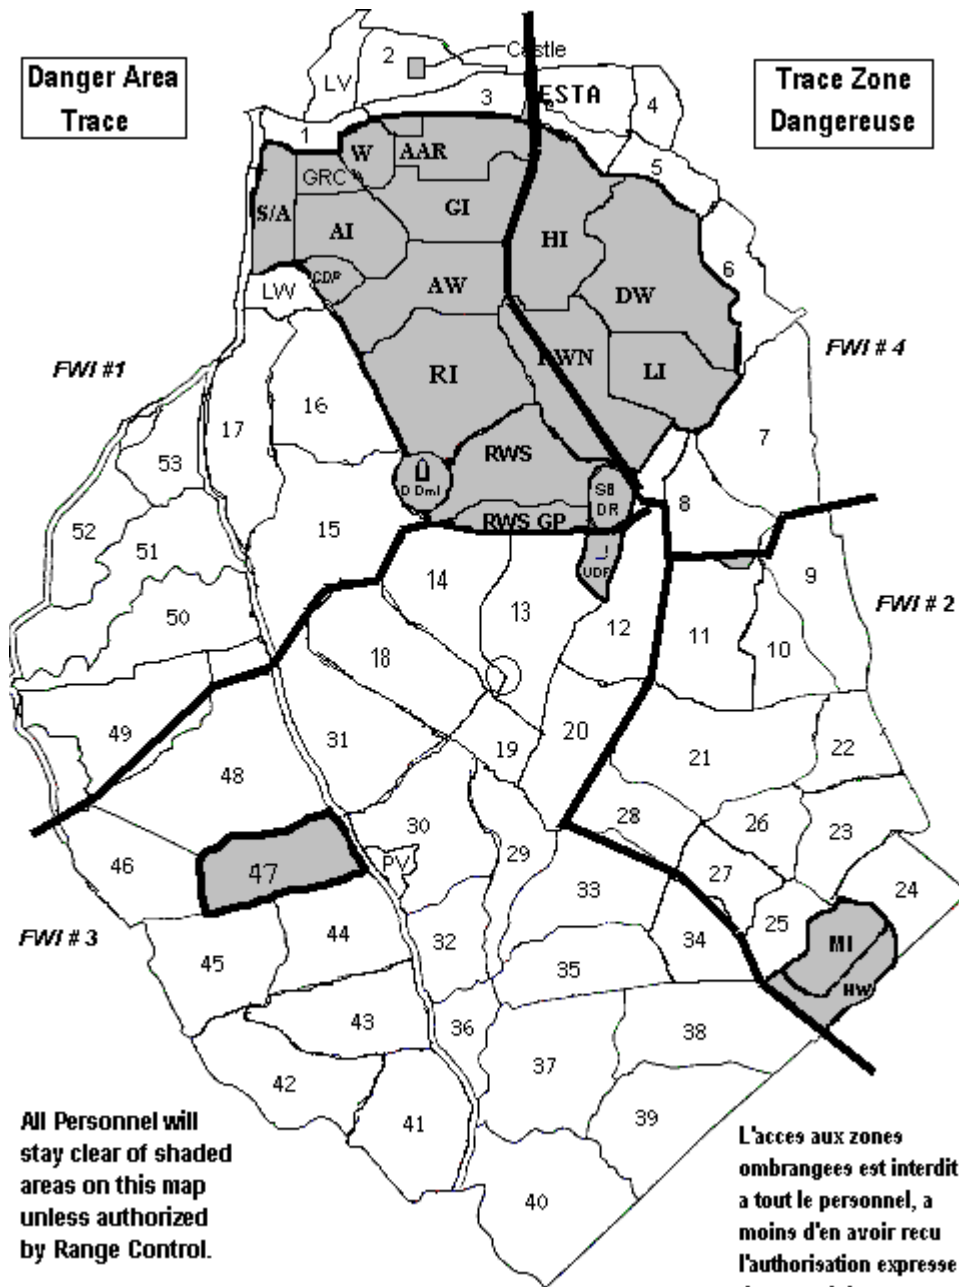 Danger Area
Trace
Trace Zone
Dangereuse
2
Castle
LV
3
ESTA
4
1
W
AAR
5
GRC
S/A
GI
AI
HI
6
LW
AW
DW
FWI #1
FWI # 4
RI
LI
16
17
7
53
RWS
D Dml
SB
DR
8
52
15
RWS GP
51
14
13
9
50
12
11
10
FWI # 2
18
49
31
19
20
21
22
48
30
29
28
26
23
46
47
PV
27
33
24
25
FWI # 3
44
32
34
MI
45
35
HW
43
36
38
42
37
41
39
40
All Personnel will
stay clear of shaded
areas on this map
unless authorized
by Range Control.
L'acces aux zones
ombrangees est interdit
a tout le personnel, a
moins d'en avoir recu
l'authorisation expresse